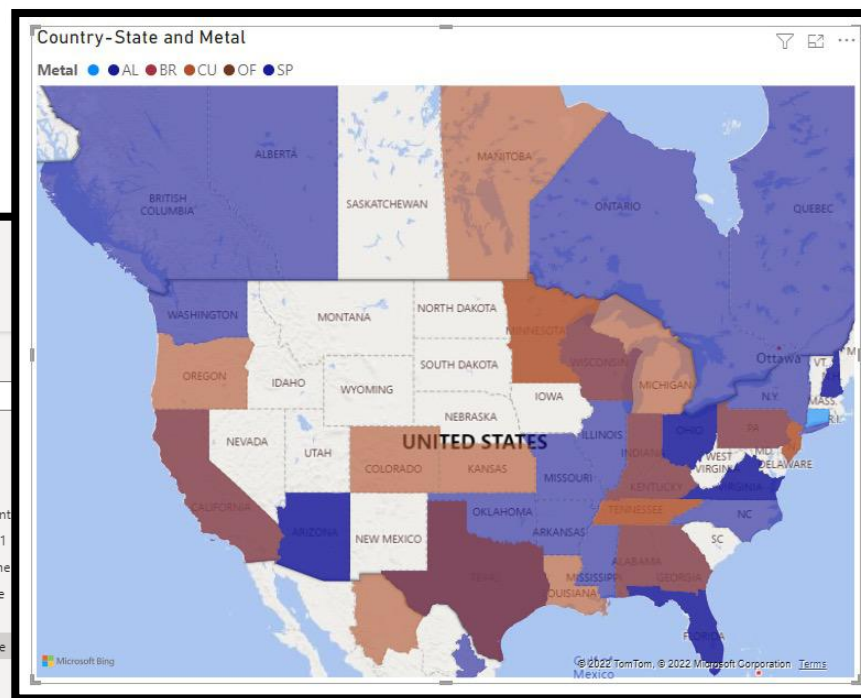 Country-State and Metal
Metal AL BR CU OF SP
ALBERTA
MANITOBA
BRITISH
COLUMBIA
SASKATCHEWAN
ONTARIO
QUEBEC
WASHINGTON
MONTANA
NORTH DAKOTA
MINNESOTA
Ottawa
VT.
OREGON
IDAHO
SOUTH DAKOTA
WISCONSIN
MICHIGAN
WYOMING
IOWA
N.Y.
MASS.
R.I.
NEBRASKA
NEVADA
UTAH
UNITED STATES
ILLINOIS
INDIANA
OHIO
PA
MD
DELAWARE
WEST
VIRGINIA
COLORADO
KANSAS
MISSOURI
KENTUCKY
VIRGINIA
CALIFORNIA
OKLAHOMA
TENNESSEE
NC
ARIZONA
NEW MEXICO
ARKANSAS
SC
TEXAS
MISSISSIPPI
ALABAMA
GEORGIA
LOUISIANA
FLORIDA
Gulf of
Mexico
Microsoft Bing
© 2022 TomTom, © 2022 Microsoft Corporation Terms